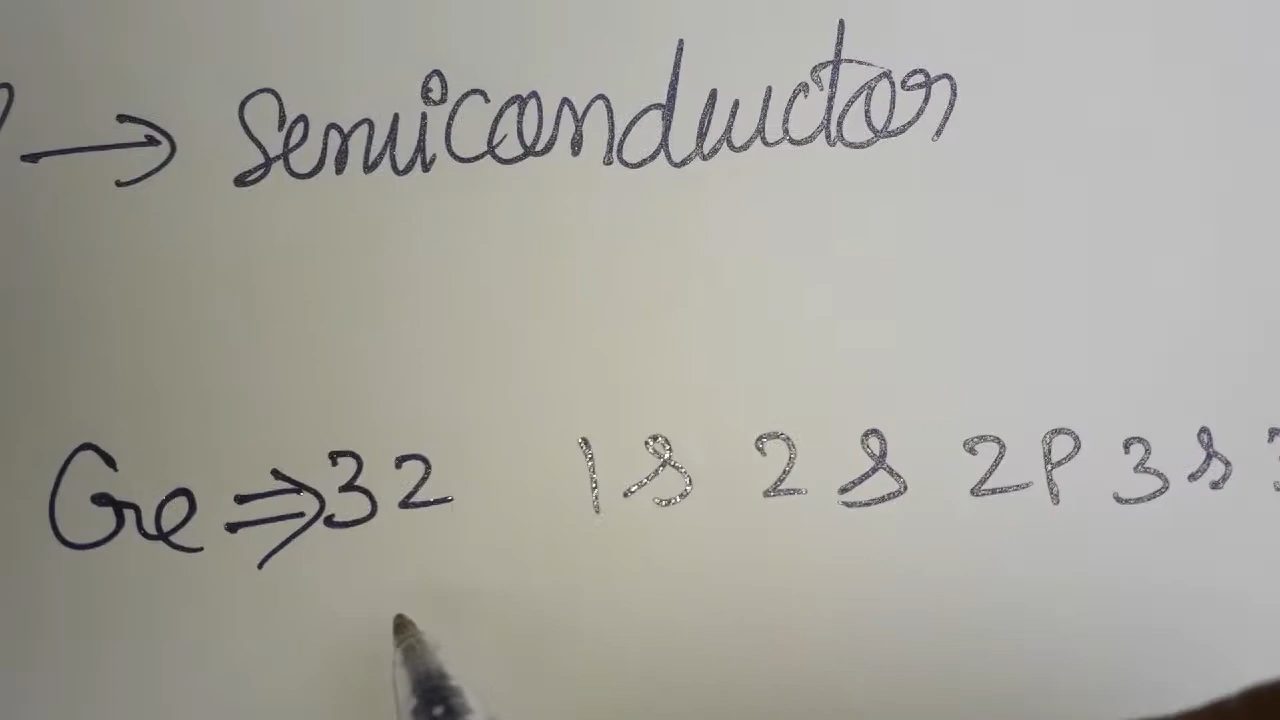 → Semiconductor
Ge ⇒ 32 1s 2s 2p 3s